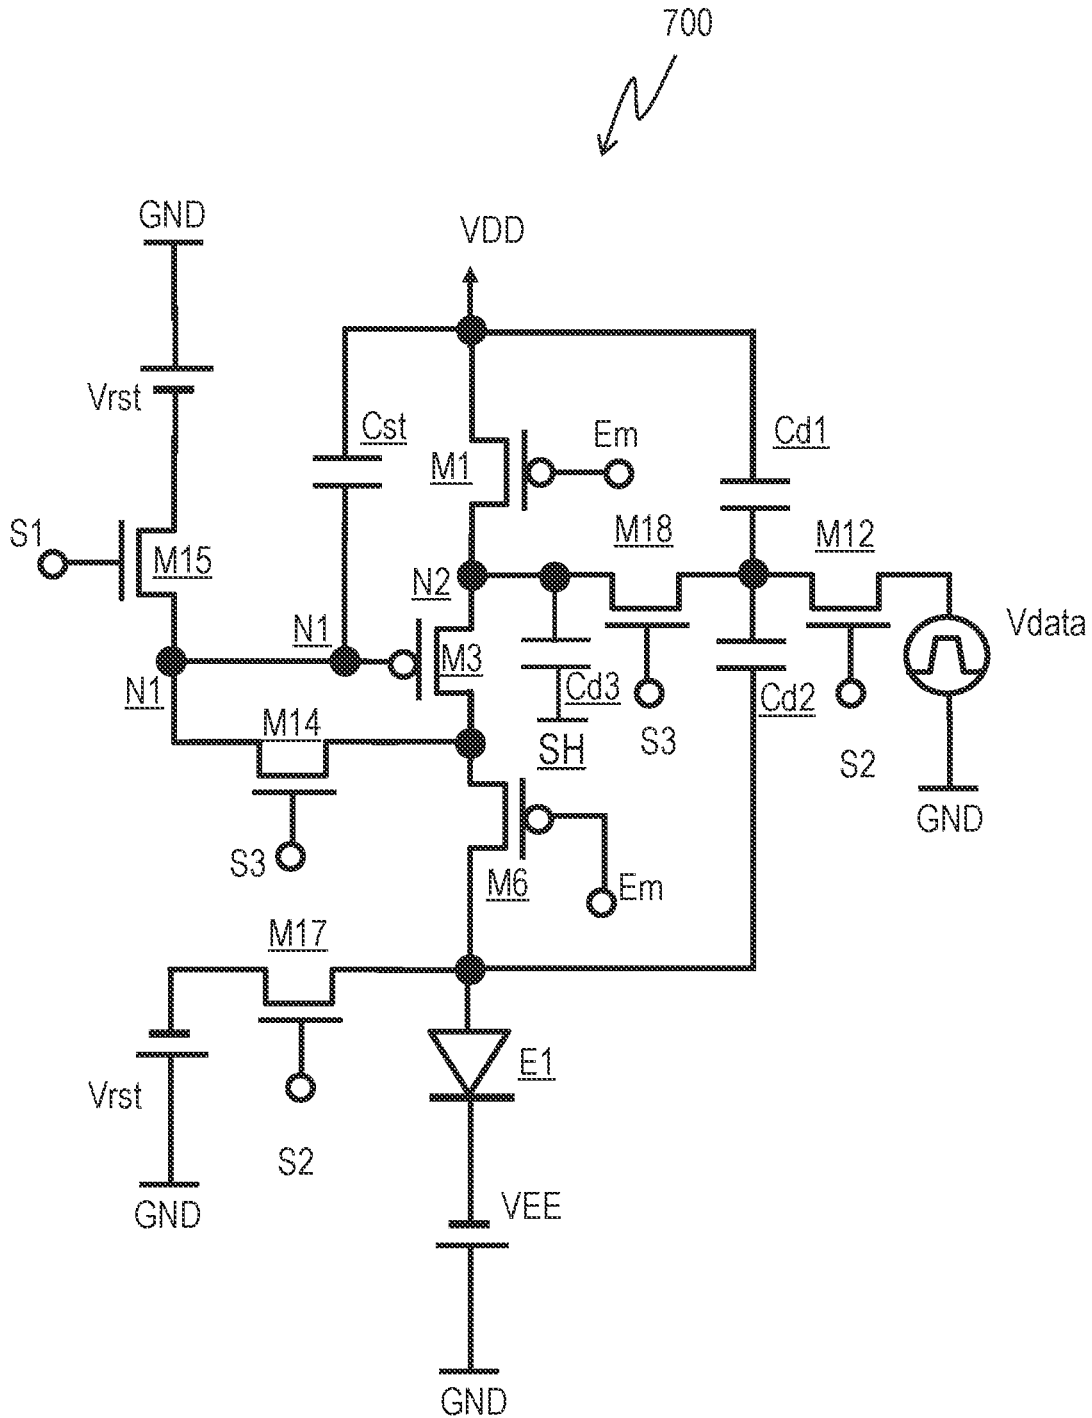 700
GND
VDD
Vrst
Cst
M1
Em
Cd1
S1
M15
M18
M12
N2
N1
M3
Vdata
N1
Cd3
Cd2
M14
SH
S3
S2
GND
S3
M6
Em
M17
E1
Vrst
S2
GND
VEE
GND